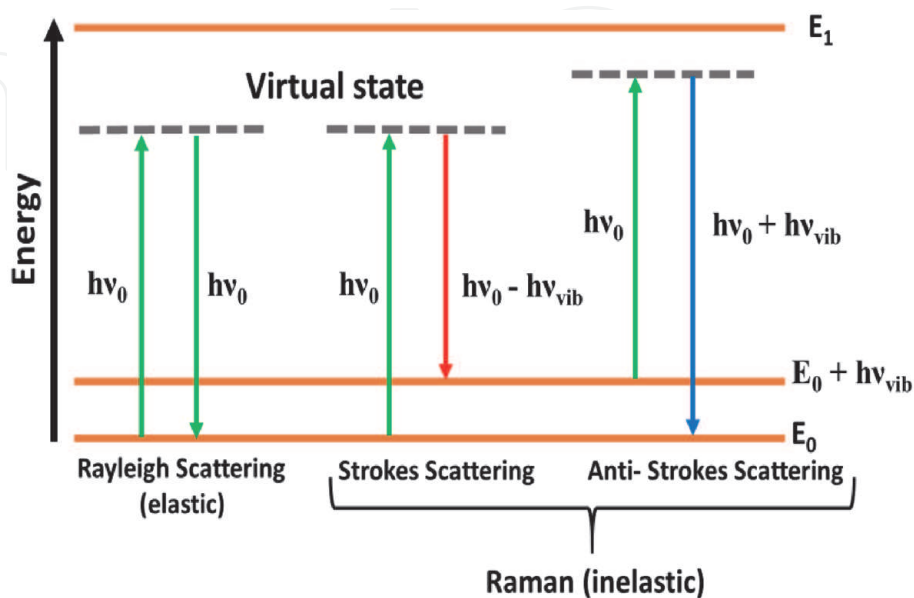 E₁
Virtual state
Energy
hν₀
hν₀
hν₀
hν₀ - hνvib
hν₀
hν₀ + hνvib
E₀ + hνvib
E₀
Rayleigh Scattering
(elastic)
Strokes Scattering
Anti- Strokes Scattering
Raman (inelastic)